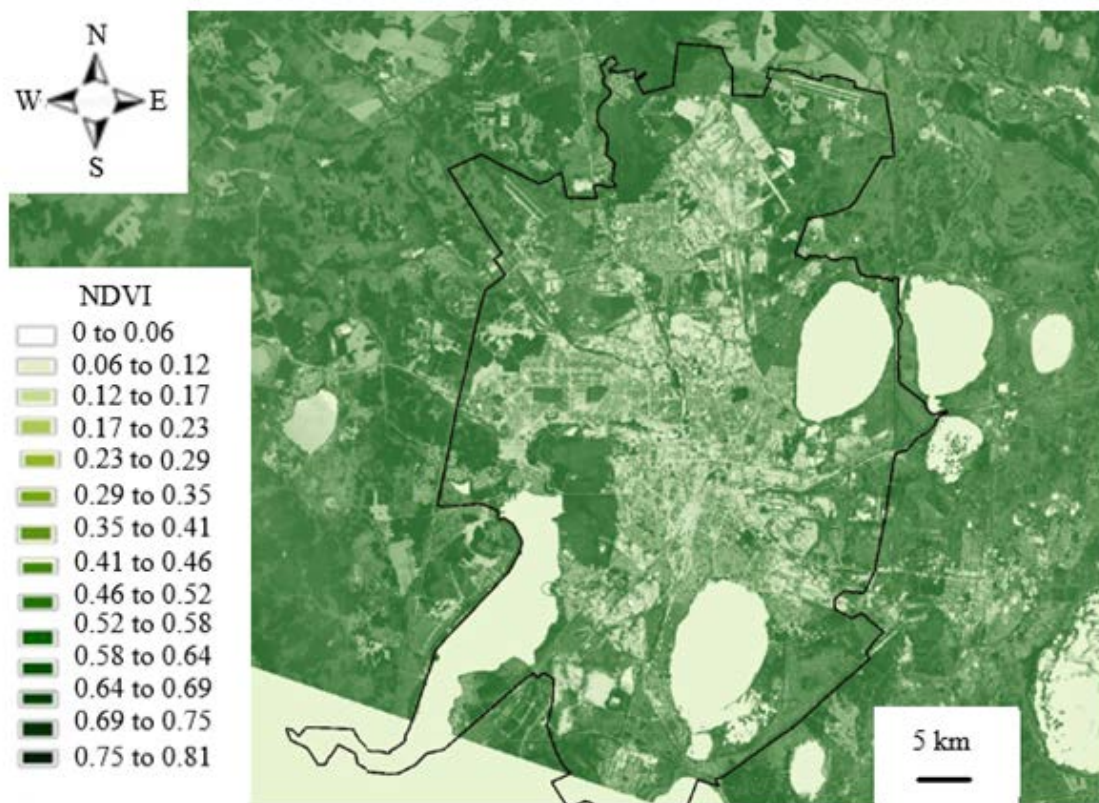 N
W E
S
NDVI
0 to 0.06
0.06 to 0.12
0.12 to 0.17
0.17 to 0.23
0.23 to 0.29
0.29 to 0.35
0.35 to 0.41
0.41 to 0.46
0.46 to 0.52
0.52 to 0.58
0.58 to 0.64
0.64 to 0.69
0.69 to 0.75
0.75 to 0.81
5 km